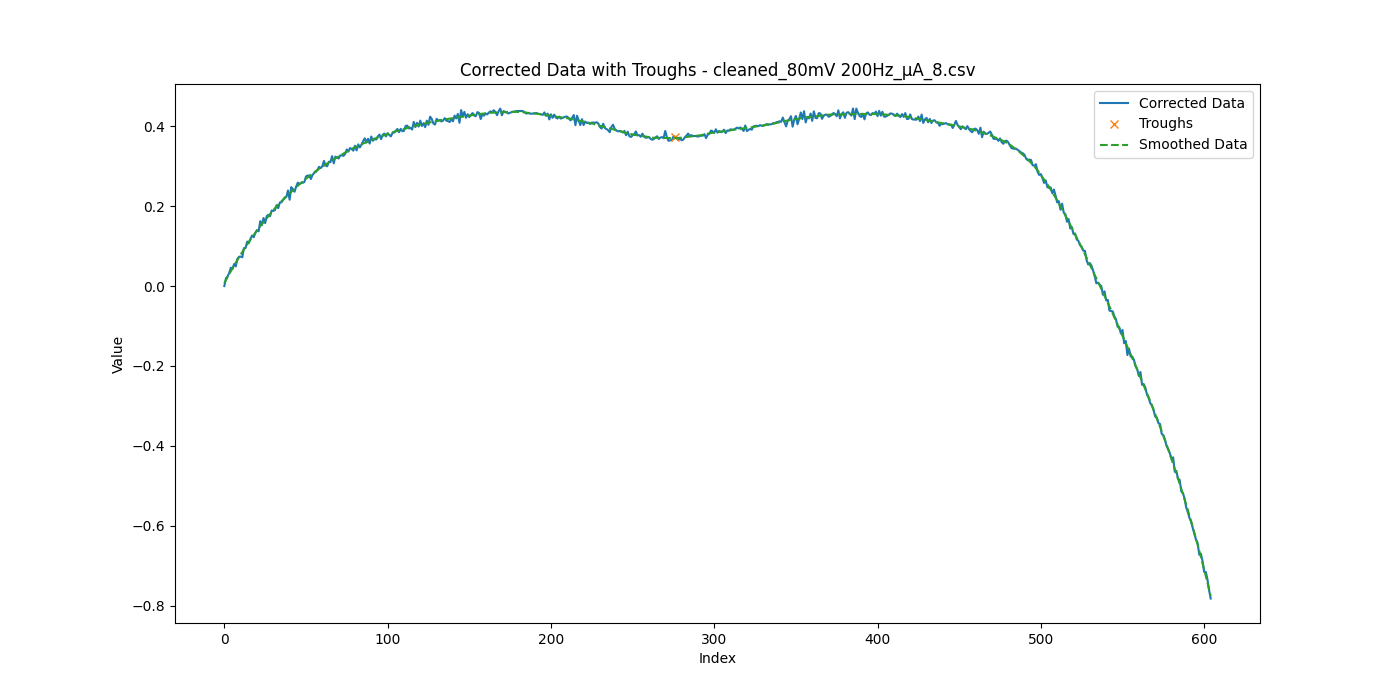 Corrected Data with Troughs - cleaned_80mV 200Hz_μA_8.csv
Corrected Data
Troughs
Smoothed Data
Value
0.4
0.2
0.0
−0.2
−0.4
−0.6
−0.8
0 100 200 300 400 500 600
Index